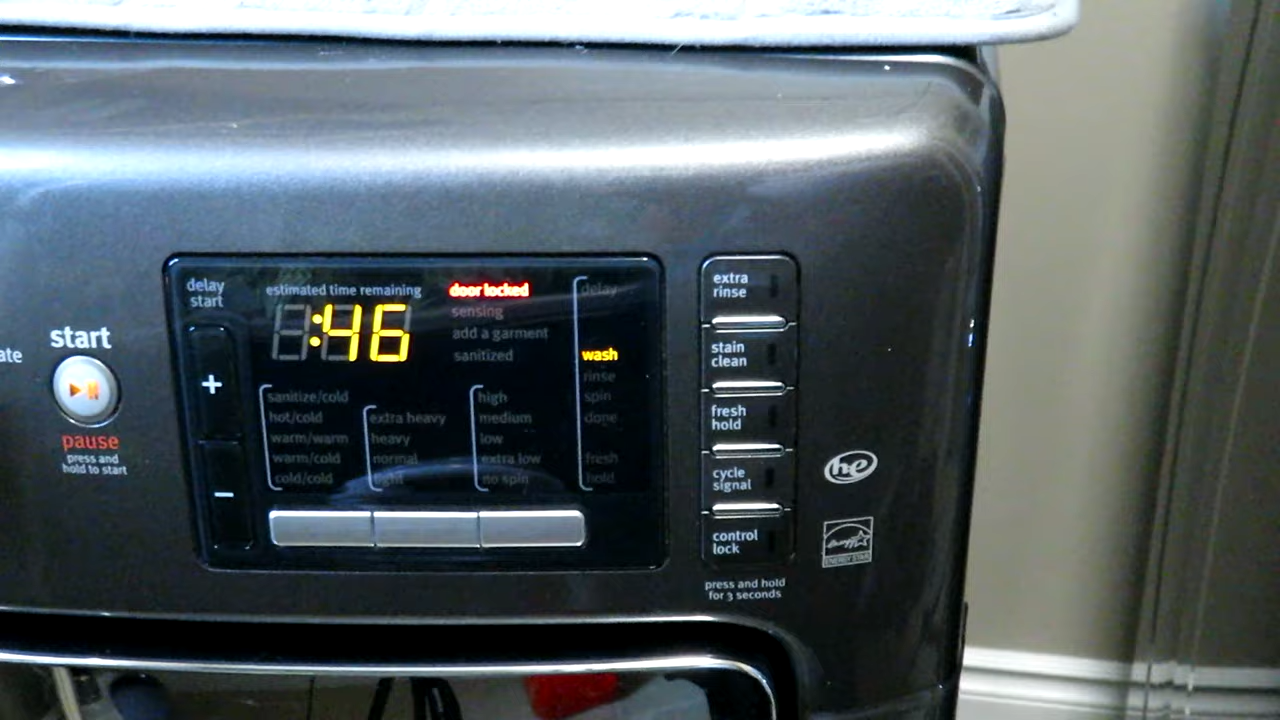 ate
start
pause
press and
hold to start
delay
start
+
−
estimated time remaining
:46
door locked
sensing
add a garment
sanitized
sanitize/cold
hot/cold
warm/warm
warm/cold
cold/cold
extra heavy
heavy
normal
light
high
medium
low
extra low
no spin
delay
wash
rinse
spin
done
fresh
hold
extra
rinse
stain
clean
fresh
hold
cycle
signal
control
lock
press and hold
for 3 seconds
he
ENERGY STAR